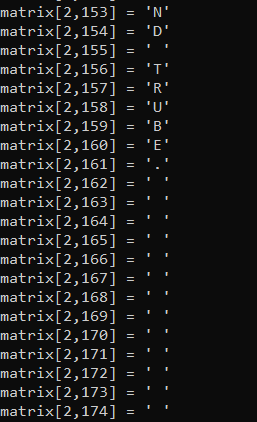 matrix[2,153] = 'N'
matrix[2,154] = 'D'
matrix[2,155] = ' '
matrix[2,156] = 'T'
matrix[2,157] = 'R'
matrix[2,158] = 'U'
matrix[2,159] = 'B'
matrix[2,160] = 'E'
matrix[2,161] = '.'
matrix[2,162] = ' '
matrix[2,163] = ' '
matrix[2,164] = ' '
matrix[2,165] = ' '
matrix[2,166] = ' '
matrix[2,167] = ' '
matrix[2,168] = ' '
matrix[2,169] = ' '
matrix[2,170] = ' '
matrix[2,171] = ' '
matrix[2,172] = ' '
matrix[2,173] = ' '
matrix[2,174] = ' '